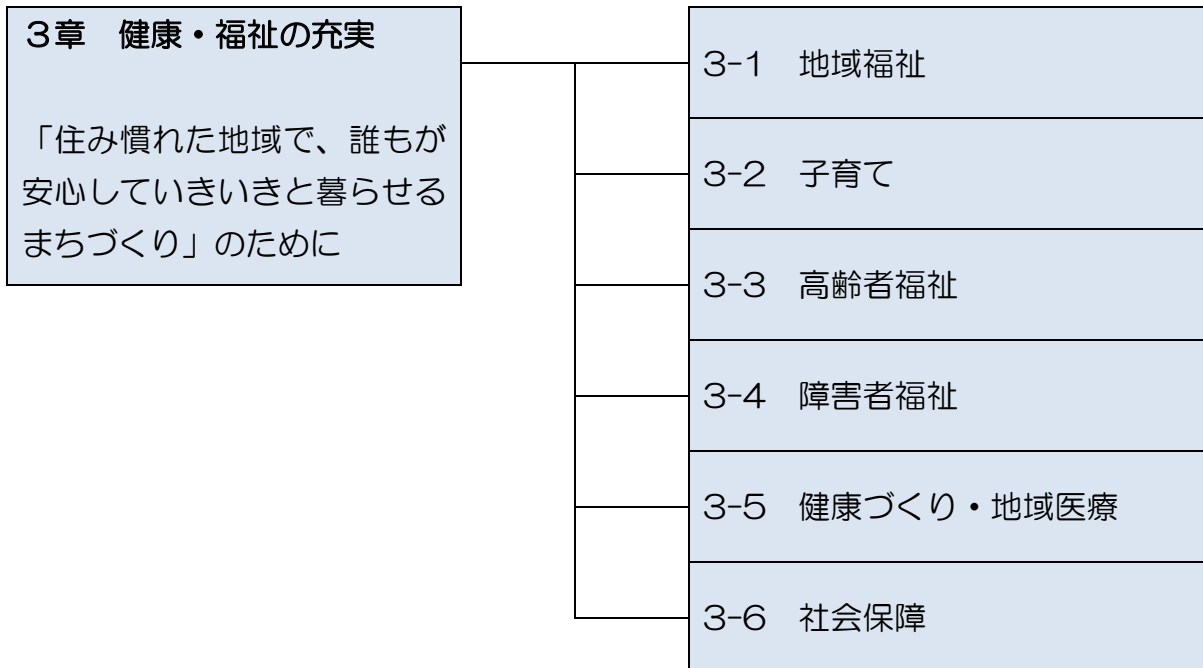 ３章　健康・福祉の充実
「住み慣れた地域で、誰もが
安心していきいきと暮らせる
まちづくり」のために
3-1　地域福祉
3-2　子育て
3-3　高齢者福祉
3-4　障害者福祉
3-5　健康づくり・地域医療
3-6　社会保障